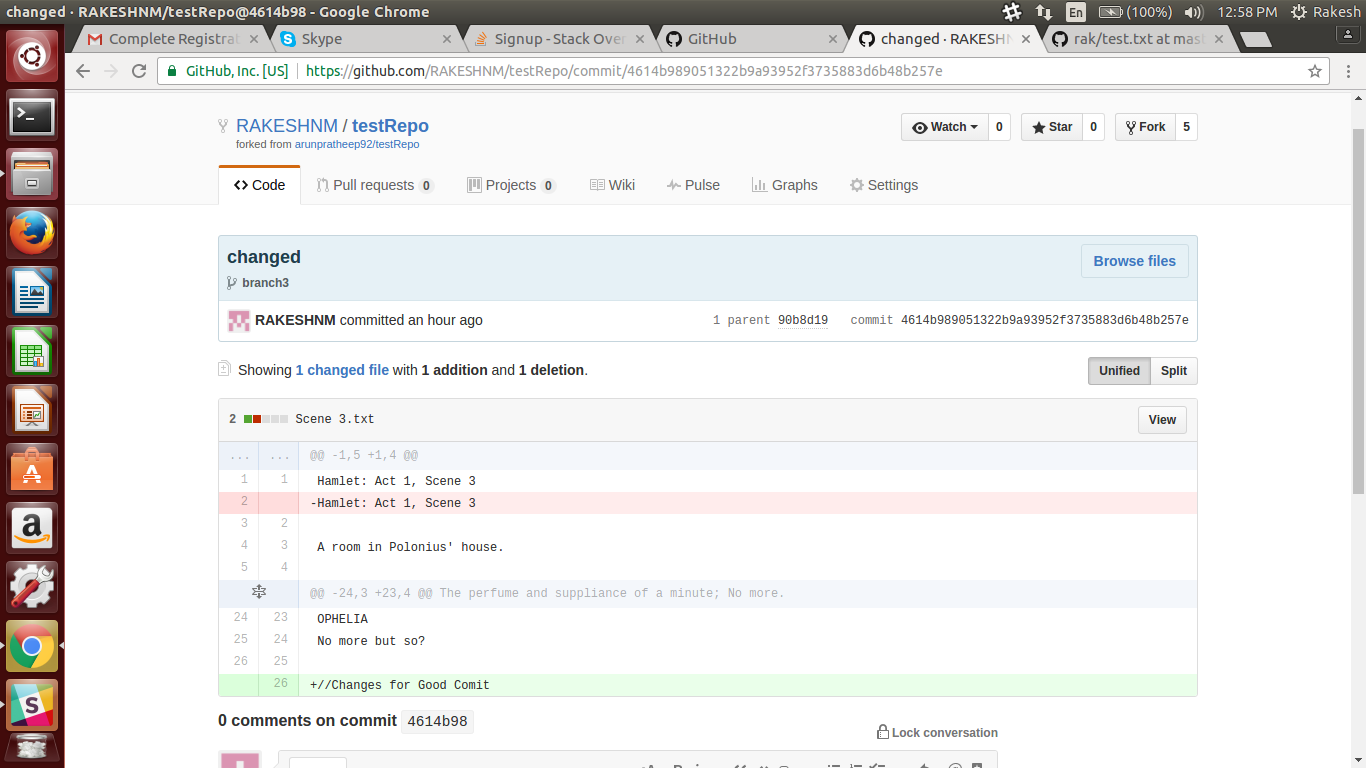 changed · RAKESHNM/testRepo@4614b98 - Google Chrome
En (100%) 12:58 PM Rakesh
Complete Registrat × Skype × Signup - Stack Over × GitHub × changed · RAKESHN × rak/test.txt at mast ×
GitHub, Inc. [US] https://github.com/RAKESHNM/testRepo/commit/4614b989051322b9a93952f3735883d6b48b257e
RAKESHNM / testRepo
forked from arunpratheep92/testRepo
Watch 0 Star 0 Fork 5
Code Pull requests 0 Projects 0 Wiki Pulse Graphs Settings
changed
branch3
Browse files
RAKESHNM committed an hour ago 1 parent 90b8d19 commit 4614b989051322b9a93952f3735883d6b48b257e
Showing 1 changed file with 1 addition and 1 deletion.
Unified Split
2 Scene 3.txt View
... ... @@ -1,5 +1,4 @@
1 1 Hamlet: Act 1, Scene 3
2 -Hamlet: Act 1, Scene 3
3 2
4 3 A room in Polonius' house.
5 4
@@ -24,3 +23,4 @@ The perfume and suppliance of a minute; No more.
24 23 OPHELIA
25 24 No more but so?
26 25
26 +//Changes for Good Comit
0 comments on commit 4614b98
Lock conversation